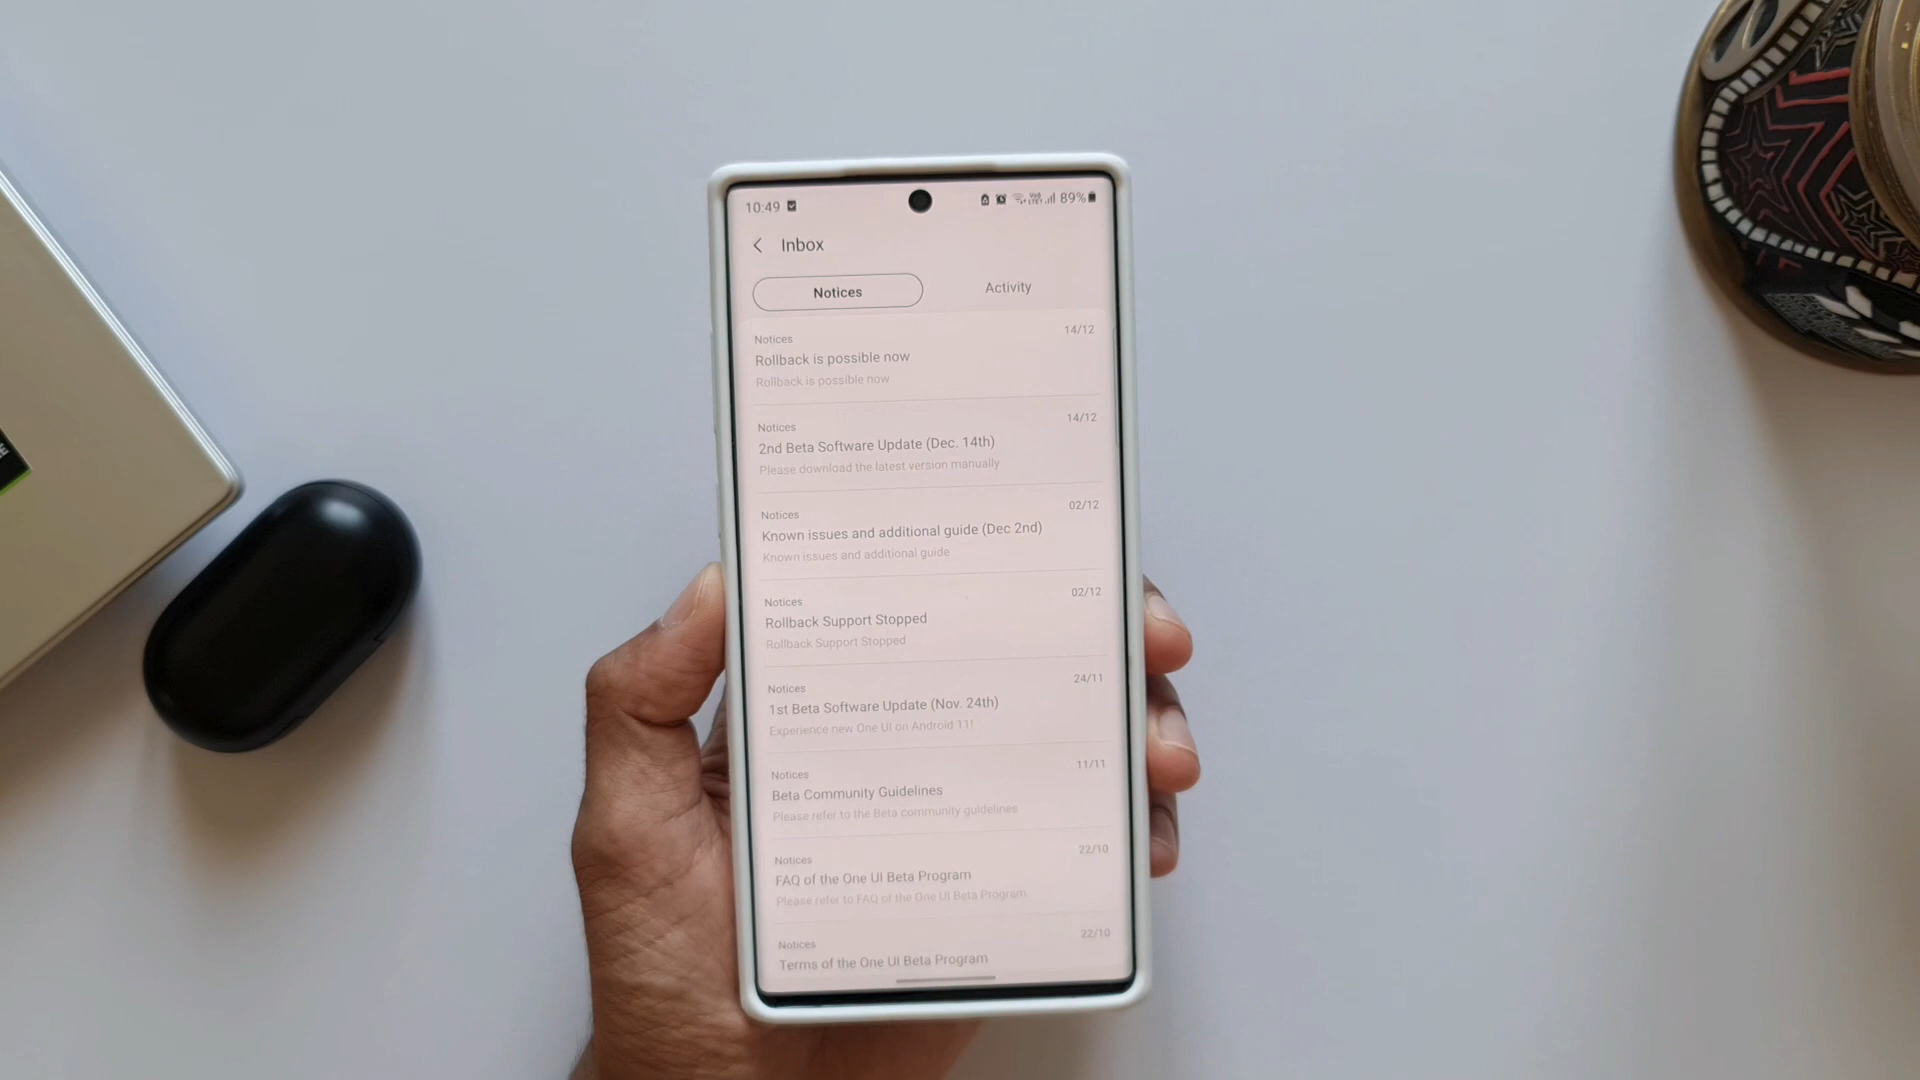 10:49
89%
Inbox
Notices
Activity
Notices
14/12
Rollback is possible now
Rollback is possible now
Notices
14/12
2nd Beta Software Update (Dec. 14th)
Please download the latest version manually
Notices
02/12
Known issues and additional guide (Dec 2nd)
Known issues and additional guide
Notices
02/12
Rollback Support Stopped
Rollback Support Stopped
Notices
24/11
1st Beta Software Update (Nov. 24th)
Experience new One UI on Android 11!
Notices
11/11
Beta Community Guidelines
Please refer to the Beta community guidelines
Notices
22/10
FAQ of the One UI Beta Program
Please refer to FAQ of the One UI Beta Program
Notices
22/10
Terms of the One UI Beta Program